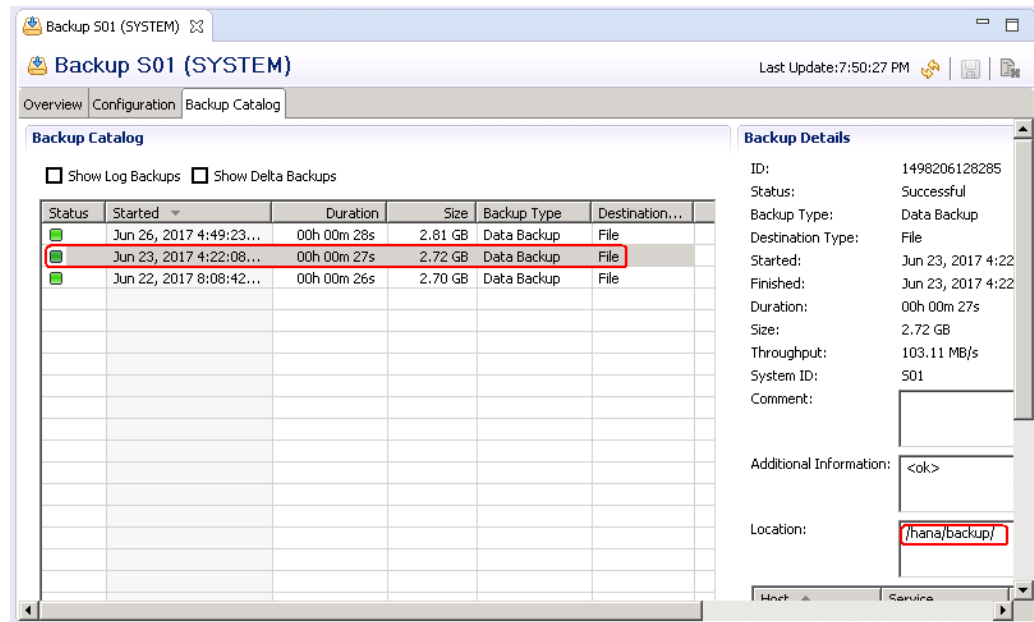 Backup S01 (SYSTEM)
Backup S01 (SYSTEM)
Last Update:7:50:27 PM
Overview Configuration Backup Catalog
Backup Catalog
Show Log Backups Show Delta Backups
Status Started Duration Size Backup Type Destination...
Jun 26, 2017 4:49:23... 00h 00m 28s 2.81 GB Data Backup File
Jun 23, 2017 4:22:08... 00h 00m 27s 2.72 GB Data Backup File
Jun 22, 2017 8:08:42... 00h 00m 26s 2.70 GB Data Backup File
Backup Details
ID: 1498206128285
Status: Successful
Backup Type: Data Backup
Destination Type: File
Started: Jun 23, 2017 4:22
Finished: Jun 23, 2017 4:22
Duration: 00h 00m 27s
Size: 2.72 GB
Throughput: 103.11 MB/s
System ID: S01
Comment:
Additional Information: <ok>
Location: /hana/backup/
Host Service